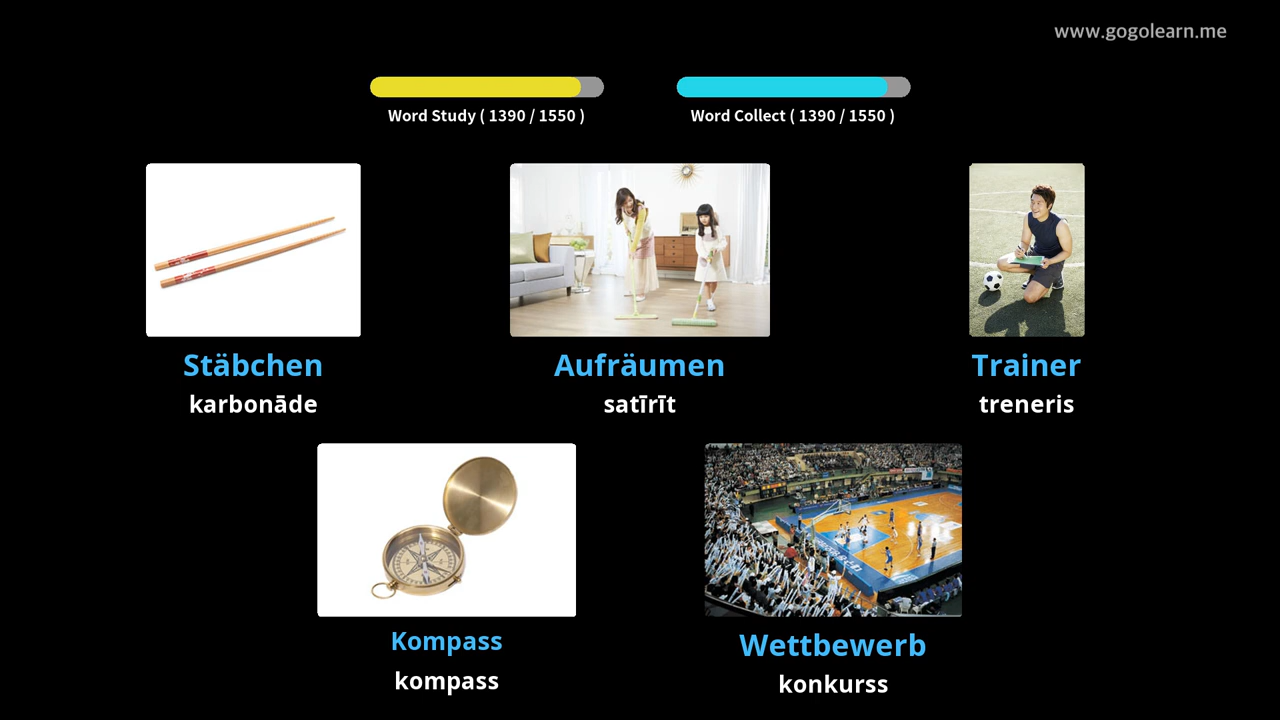 www.gogolearn.me
Word Study ( 1390 / 1550 )
Word Collect ( 1390 / 1550 )
Stäbchen
karbonāde
Aufräumen
satīrīt
Trainer
treneris
Kompass
kompass
Wettbewerb
konkurss